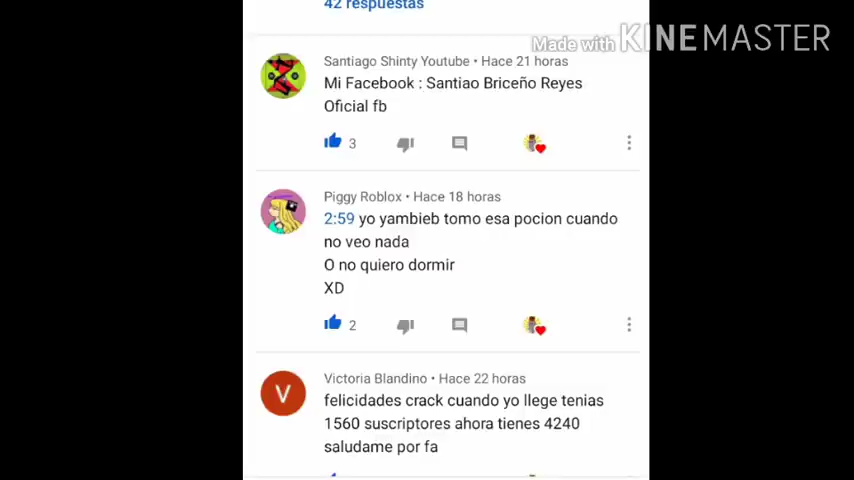 42 respuestas
Made with KINEMASTER
Santiago Shinty Youtube • Hace 21 horas
Mi Facebook : Santiao Briceño Reyes
Oficial fb
3
Piggy Roblox • Hace 18 horas
2:59 yo yambieb tomo esa pocion cuando
no veo nada
O no quiero dormir
XD
2
V
Victoria Blandino • Hace 22 horas
felicidades crack cuando yo llege tenias
1560 suscriptores ahora tienes 4240
saludame por fa